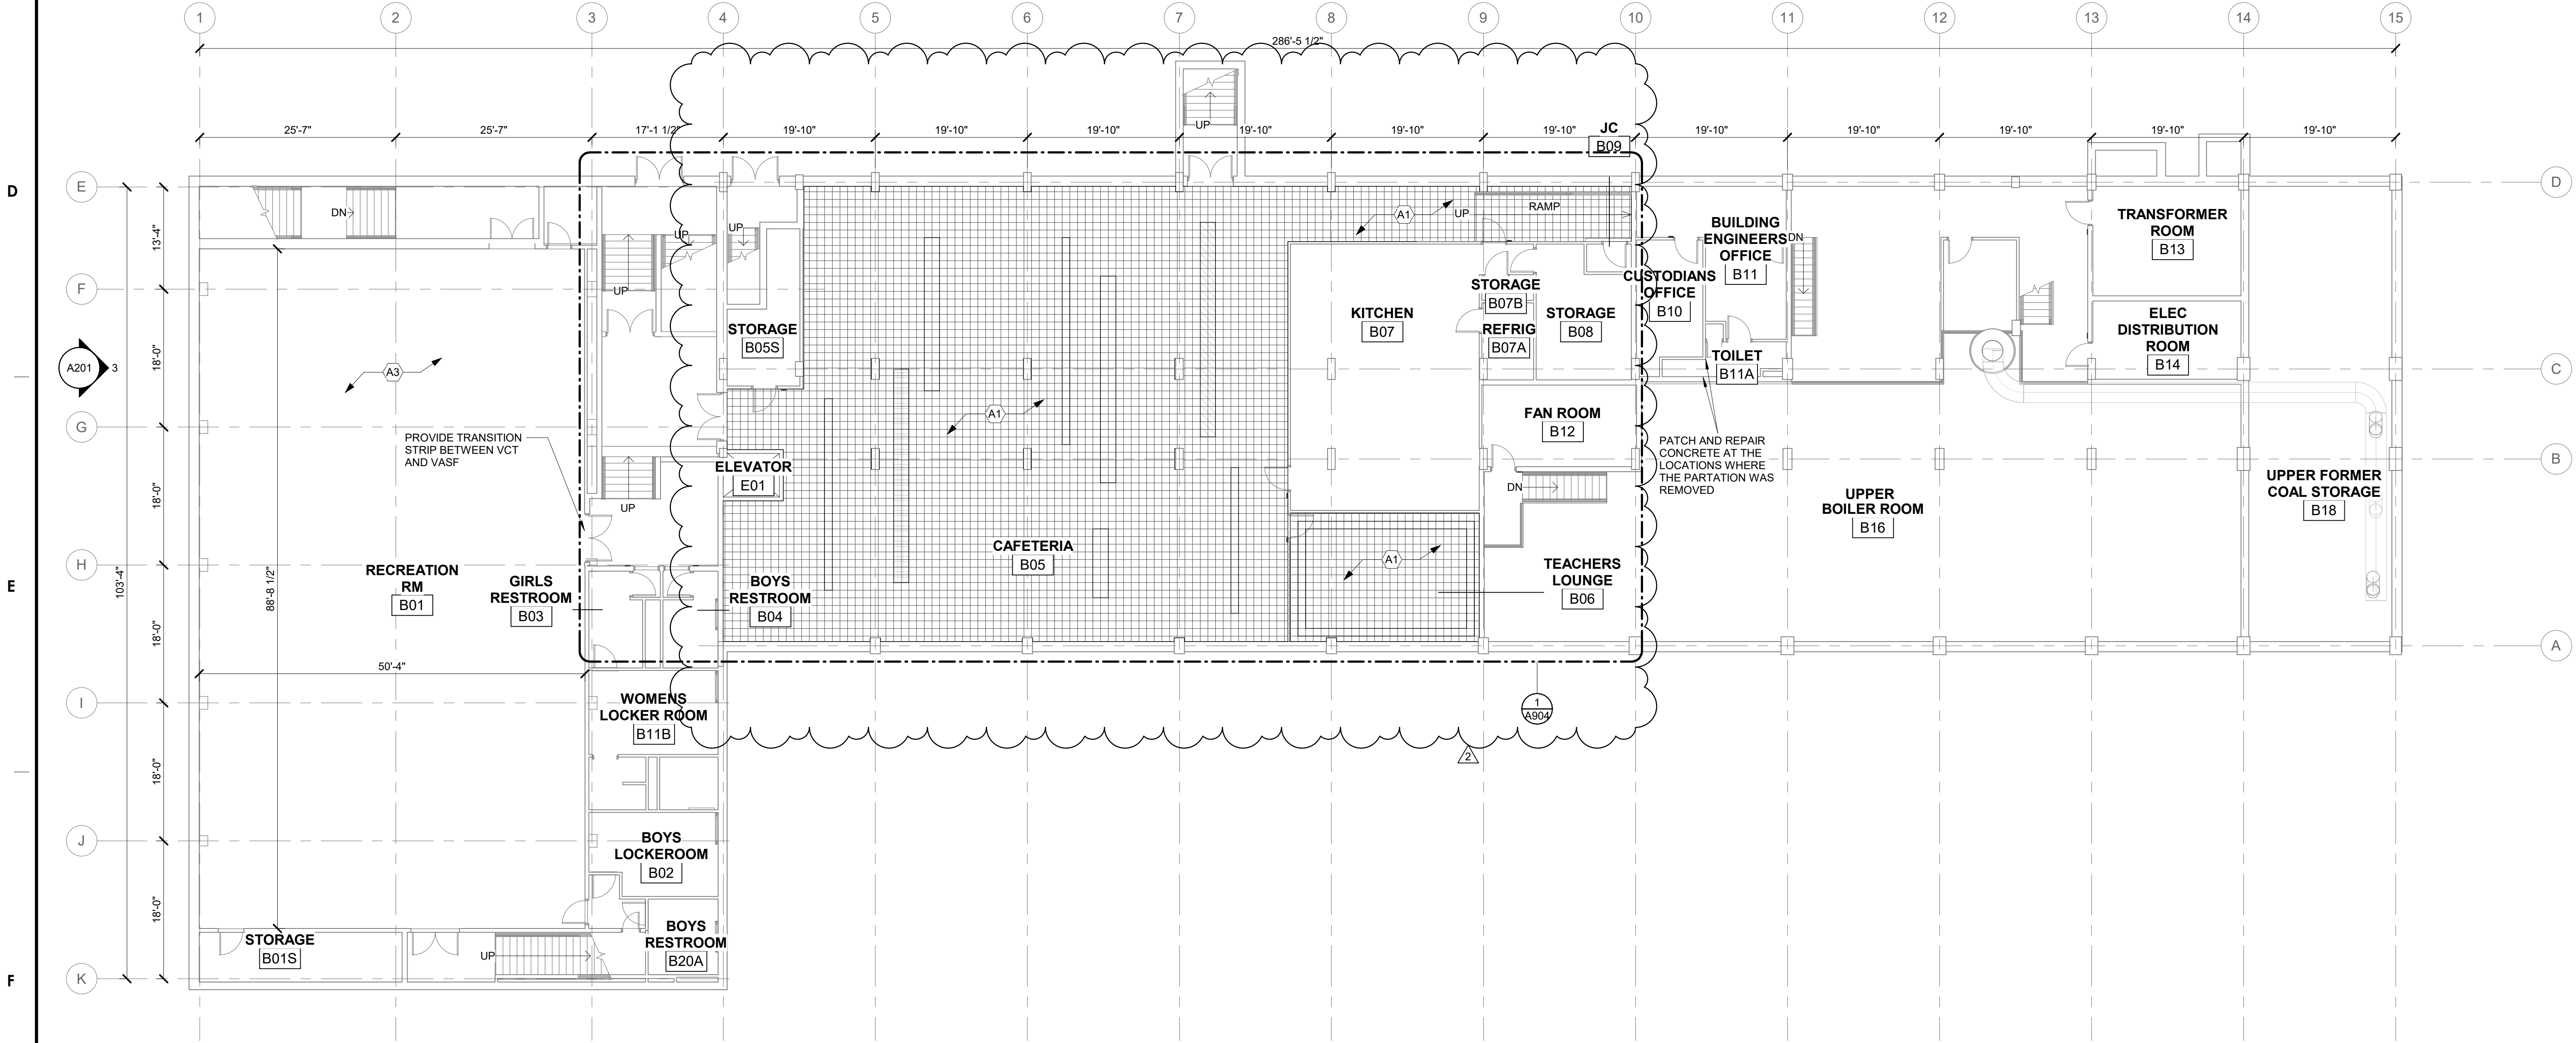 1 2 3 4 5 6 7 8 9 10 11 12 13 14 15
286'-5 1/2"
25'-7" 25'-7" 17'-1 1/2" 19'-10" 19'-10" 19'-10" 19'-10" 19'-10" 19'-10" 19'-10" 19'-10" 19'-10" 19'-10" 19'-10"
UP
JC
B09
D
E
D
DN
13'-4"
UP
UP
A1
UP
RAMP
BUILDING
ENGINEERS
OFFICE
B11
DN
TRANSFORMER
ROOM
B13
F
UP
STORAGE
B07B
CUSTODIANS
OFFICE
B10
STORAGE
B05S
KITCHEN
B07
REFRIG
B07A
STORAGE
B08
ELEC
DISTRIBUTION
ROOM
B14
18'-0"
A201
3
A3
TOILET
B11A
C
A1
FAN ROOM
B12
G
PROVIDE TRANSITION
STRIP BETWEEN VCT
AND VASF
PATCH AND REPAIR
CONCRETE AT THE
LOCATIONS WHERE
THE PARTATION WAS
REMOVED
B
ELEVATOR
E01
18'-0"
UP
DN
UPPER
BOILER ROOM
B16
UPPER FORMER
COAL STORAGE
B18
H
CAFETERIA
B05
A1
E
103'-4"
88'-8 1/2"
RECREATION
RM
B01
GIRLS
RESTROOM
B03
BOYS
RESTROOM
B04
TEACHERS
LOUNGE
B06
18'-0"
A
50'-4"
I
WOMENS
LOCKER ROOM
B11B
1
A904
2
18'-0"
J
BOYS
LOCKEROOM
B02
18'-0"
STORAGE
B01S
UP
BOYS
RESTROOM
B20A
F
K